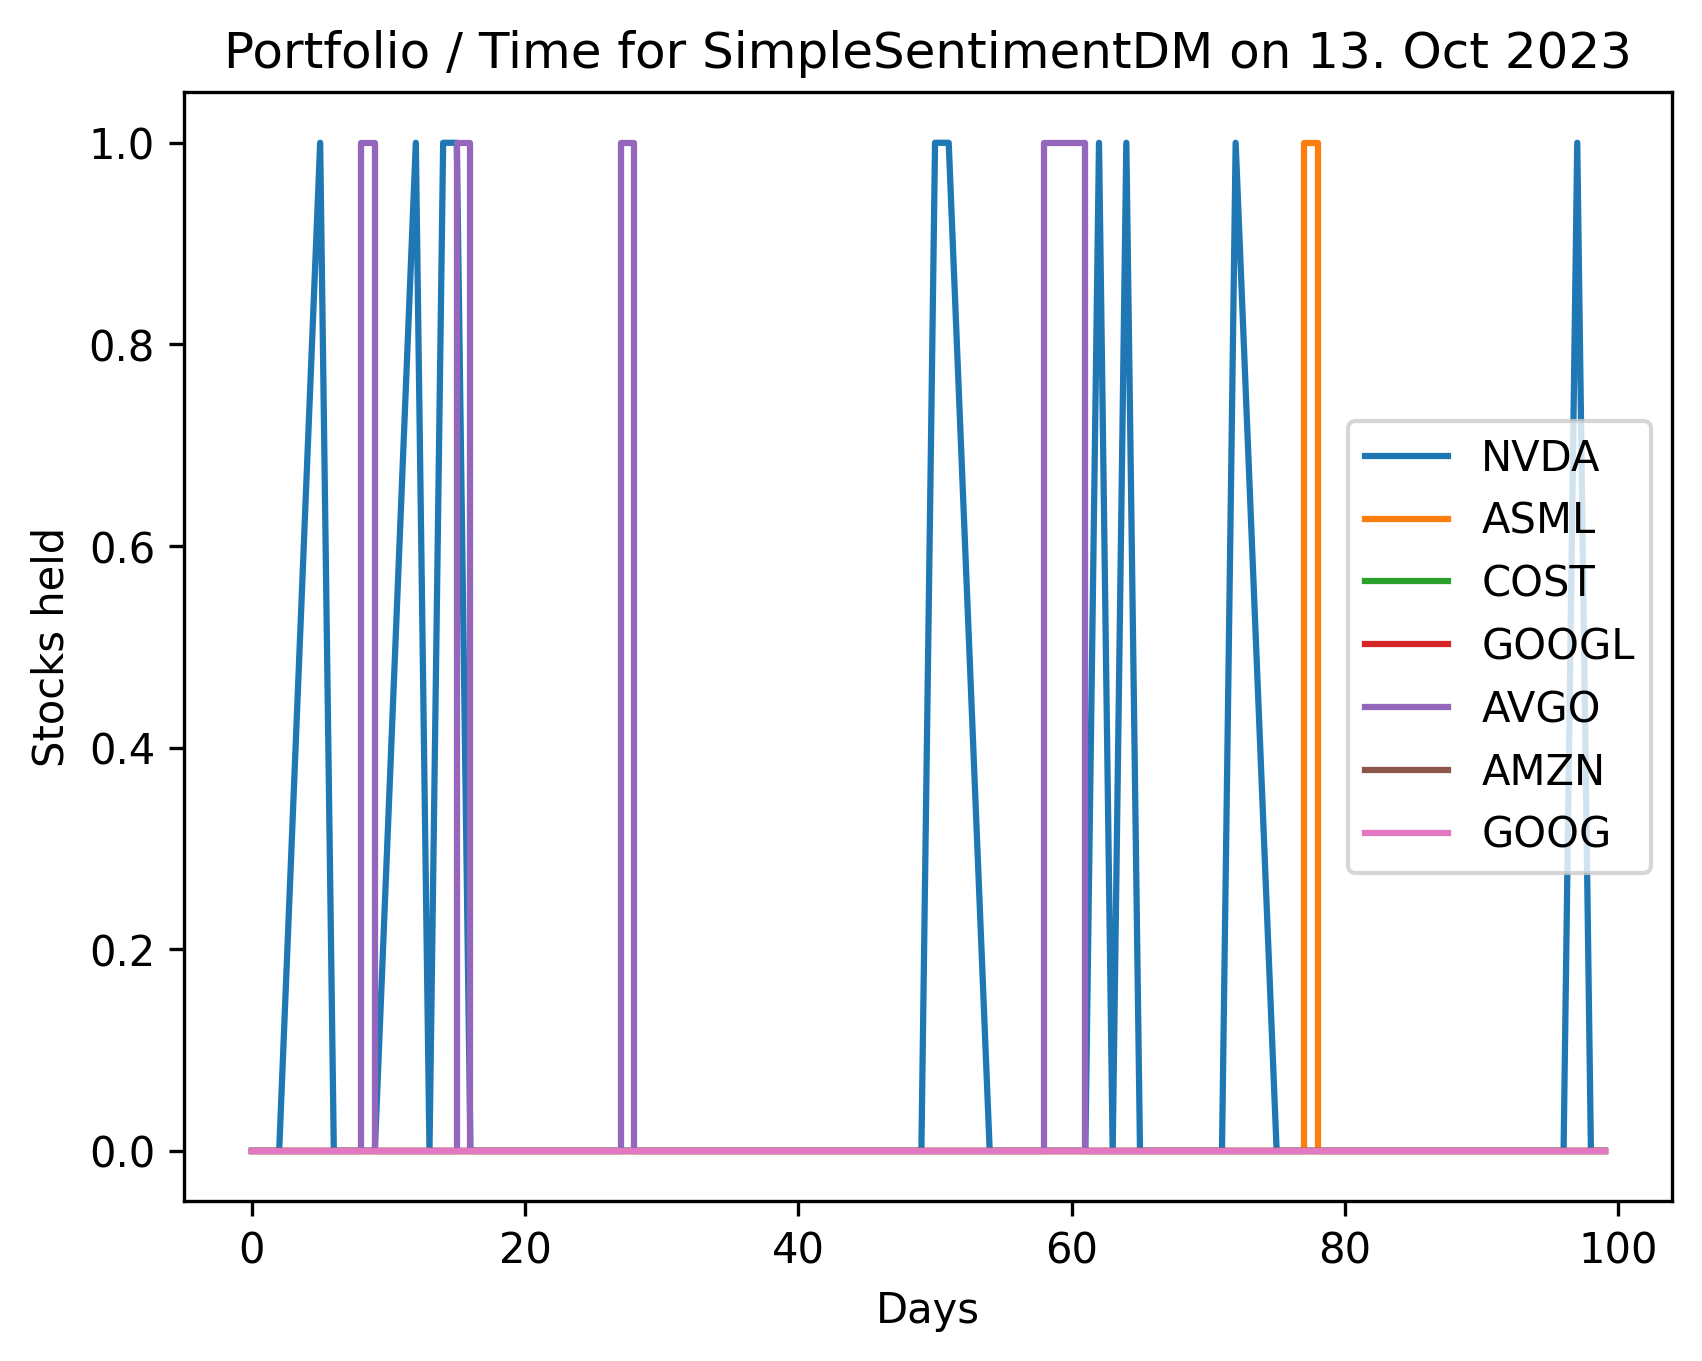 Portfolio / Time for SimpleSentimentDM on 13. Oct 2023
1.0
0.8
0.6
0.4
0.2
0.0
Stocks held
NVDA
ASML
COST
GOOGL
AVGO
AMZN
GOOG
0 20 40 60 80 100
Days